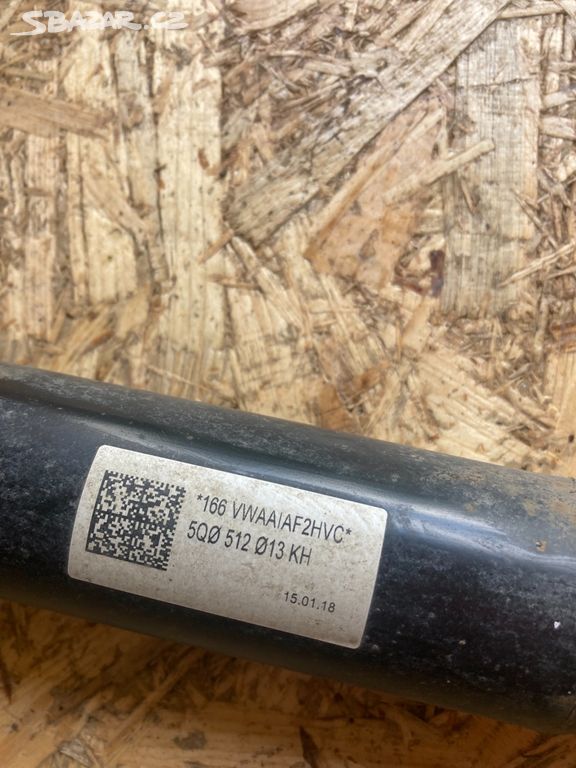 SBAZAR.CZ
*166 VWAAIAF2HVC*
5QØ 512 Ø13 KH
15.01.18